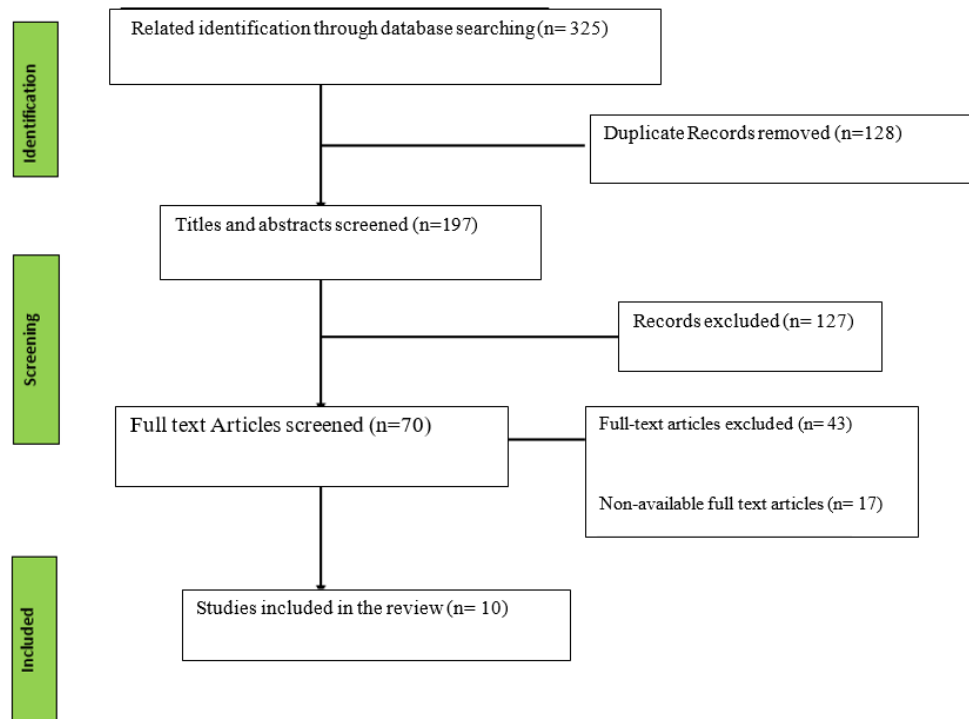 Related identification through database searching (n= 325)
Identification
Duplicate Records removed (n=128)
Titles and abstracts screened (n=197)
Screening
Records excluded (n= 127)
Full text Articles screened (n=70)
Full-text articles excluded (n= 43)
Non-available full text articles (n= 17)
Included
Studies included in the review (n= 10)